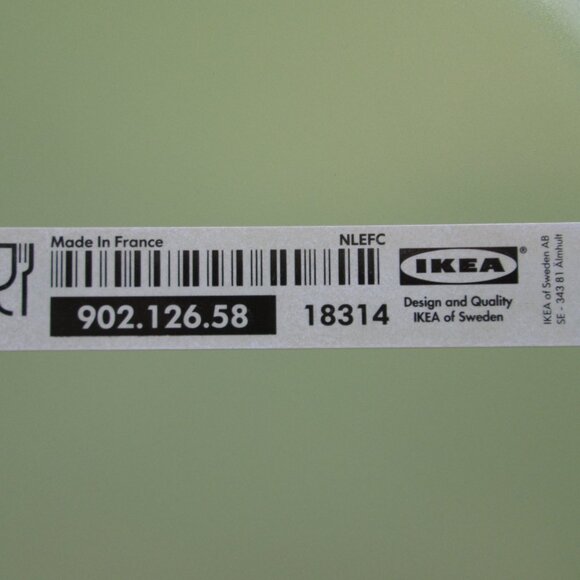 Made In France NLEFC
902.126.58 18314
IKEA®
Design and Quality
IKEA of Sweden
IKEA of Sweden AB
SE - 343 81 Älmhult